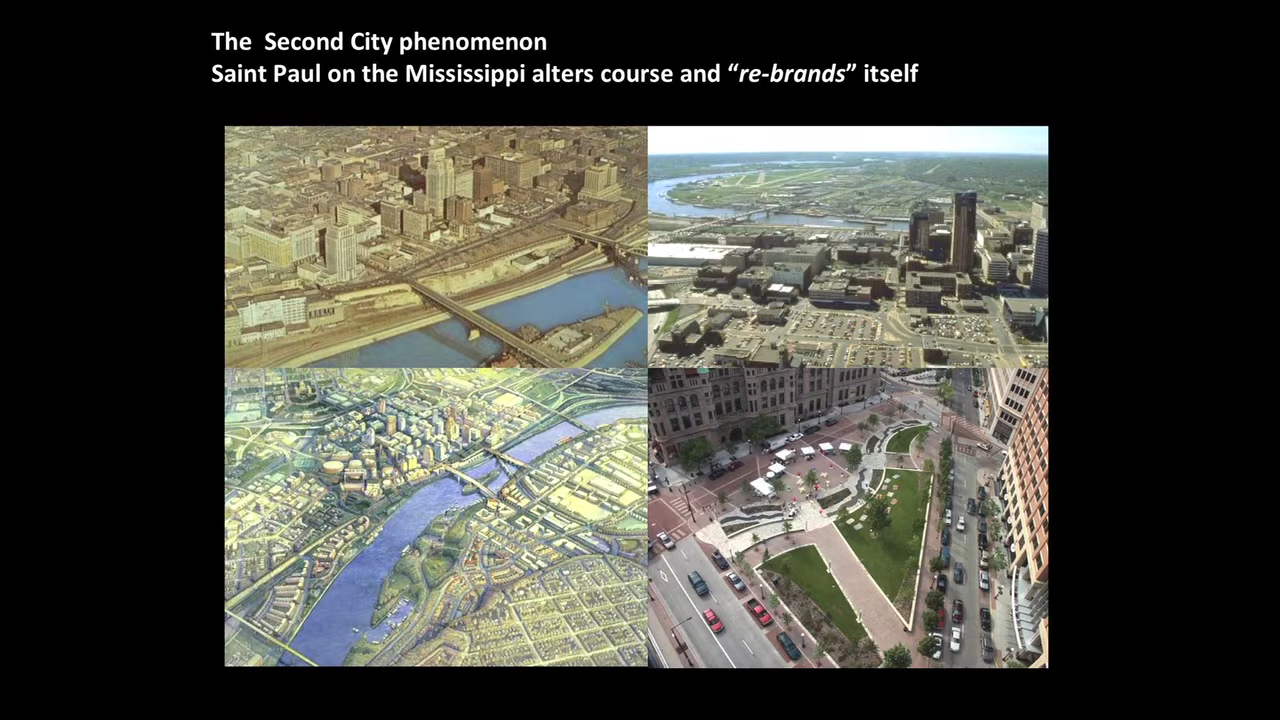 The  Second City phenomenon
Saint Paul on the Mississippi alters course and “re-brands” itself